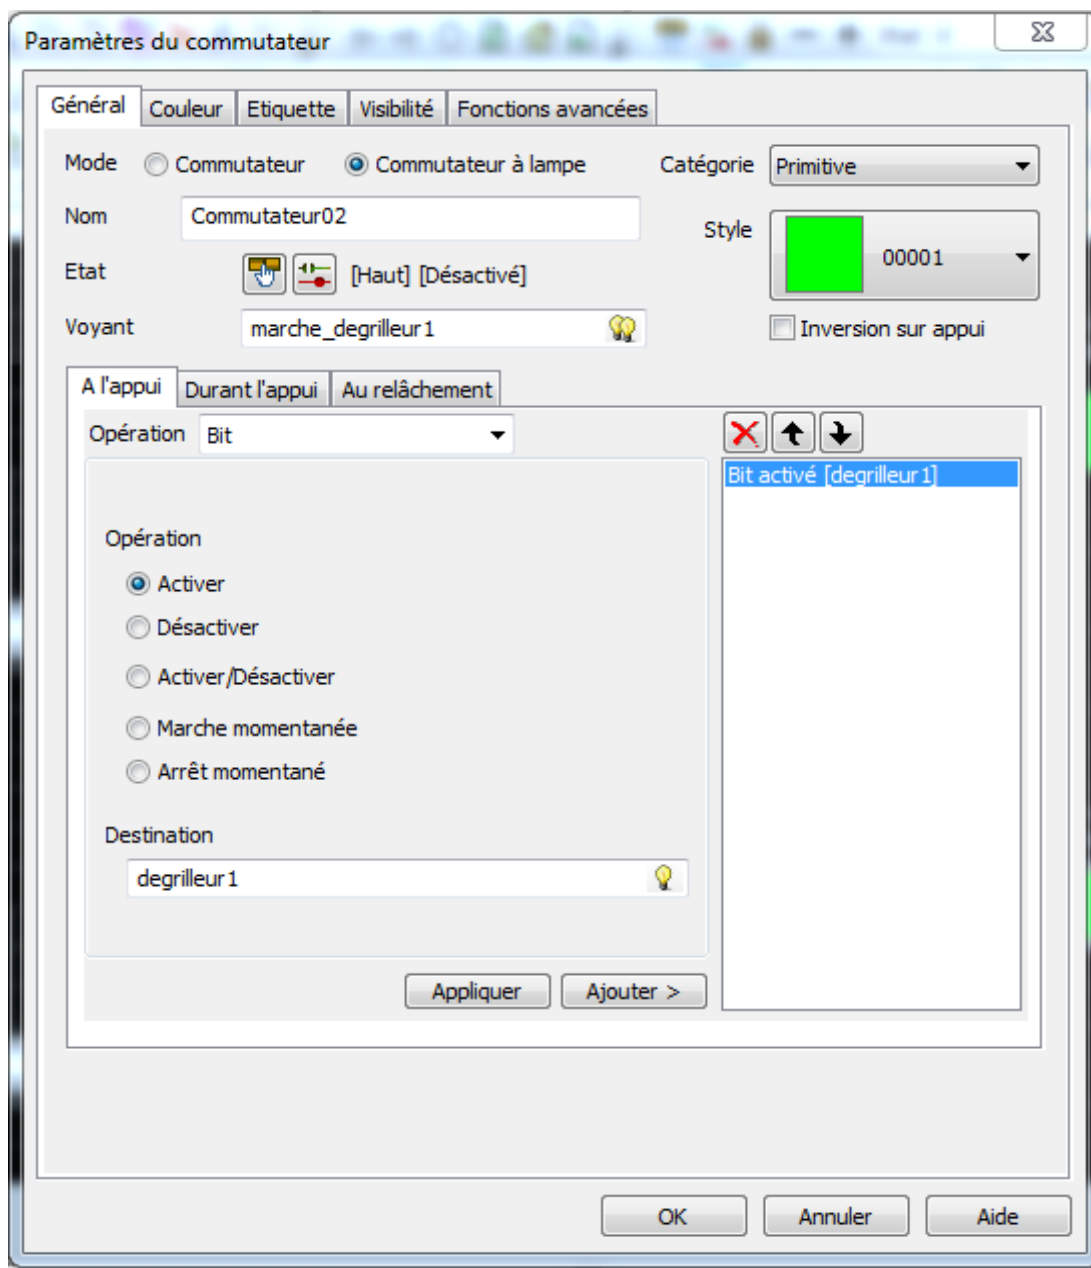 Paramètres du commutateur
Général Couleur Etiquette Visibilité Fonctions avancées
Mode Commutateur Commutateur à lampe Catégorie Primitive
Nom Commutateur02
Style 00001
Etat [Haut] [Désactivé]
Voyant marche_degrilleur1 Inversion sur appui
A l'appui Durant l'appui Au relâchement
Opération Bit
Bit activé [degrilleur1]
Opération
Activer
Désactiver
Activer/Désactiver
Marche momentanée
Arrêt momentané
Destination
degrilleur1
Appliquer Ajouter >
OK Annuler Aide